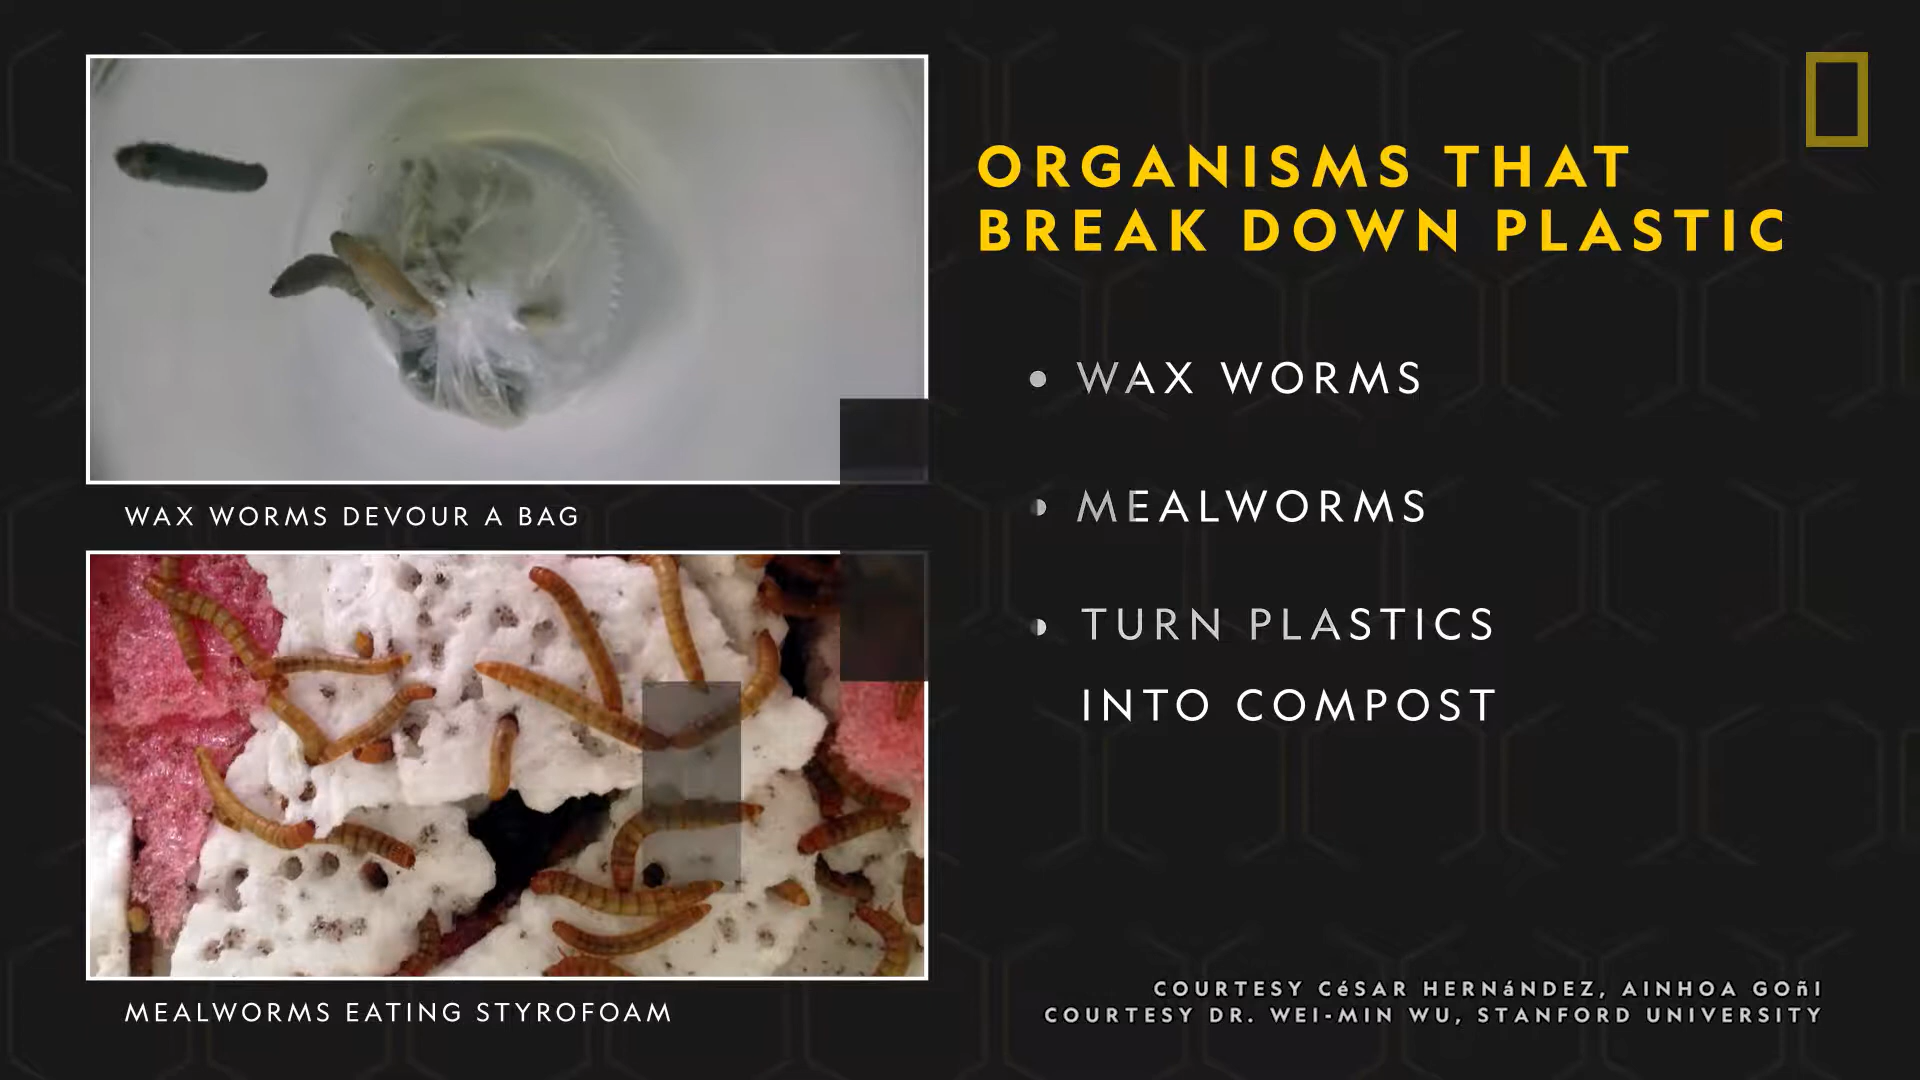 ORGANISMS THAT
BREAK DOWN PLASTIC
• WAX WORMS
• MEALWORMS
• TURN PLASTICS
INTO COMPOST
WAX WORMS DEVOUR A BAG
MEALWORMS EATING STYROFOAM
COURTESY CéSAR HERNáNDEZ, AINHOA GOñI
COURTESY DR. WEI-MIN WU, STANFORD UNIVERSITY